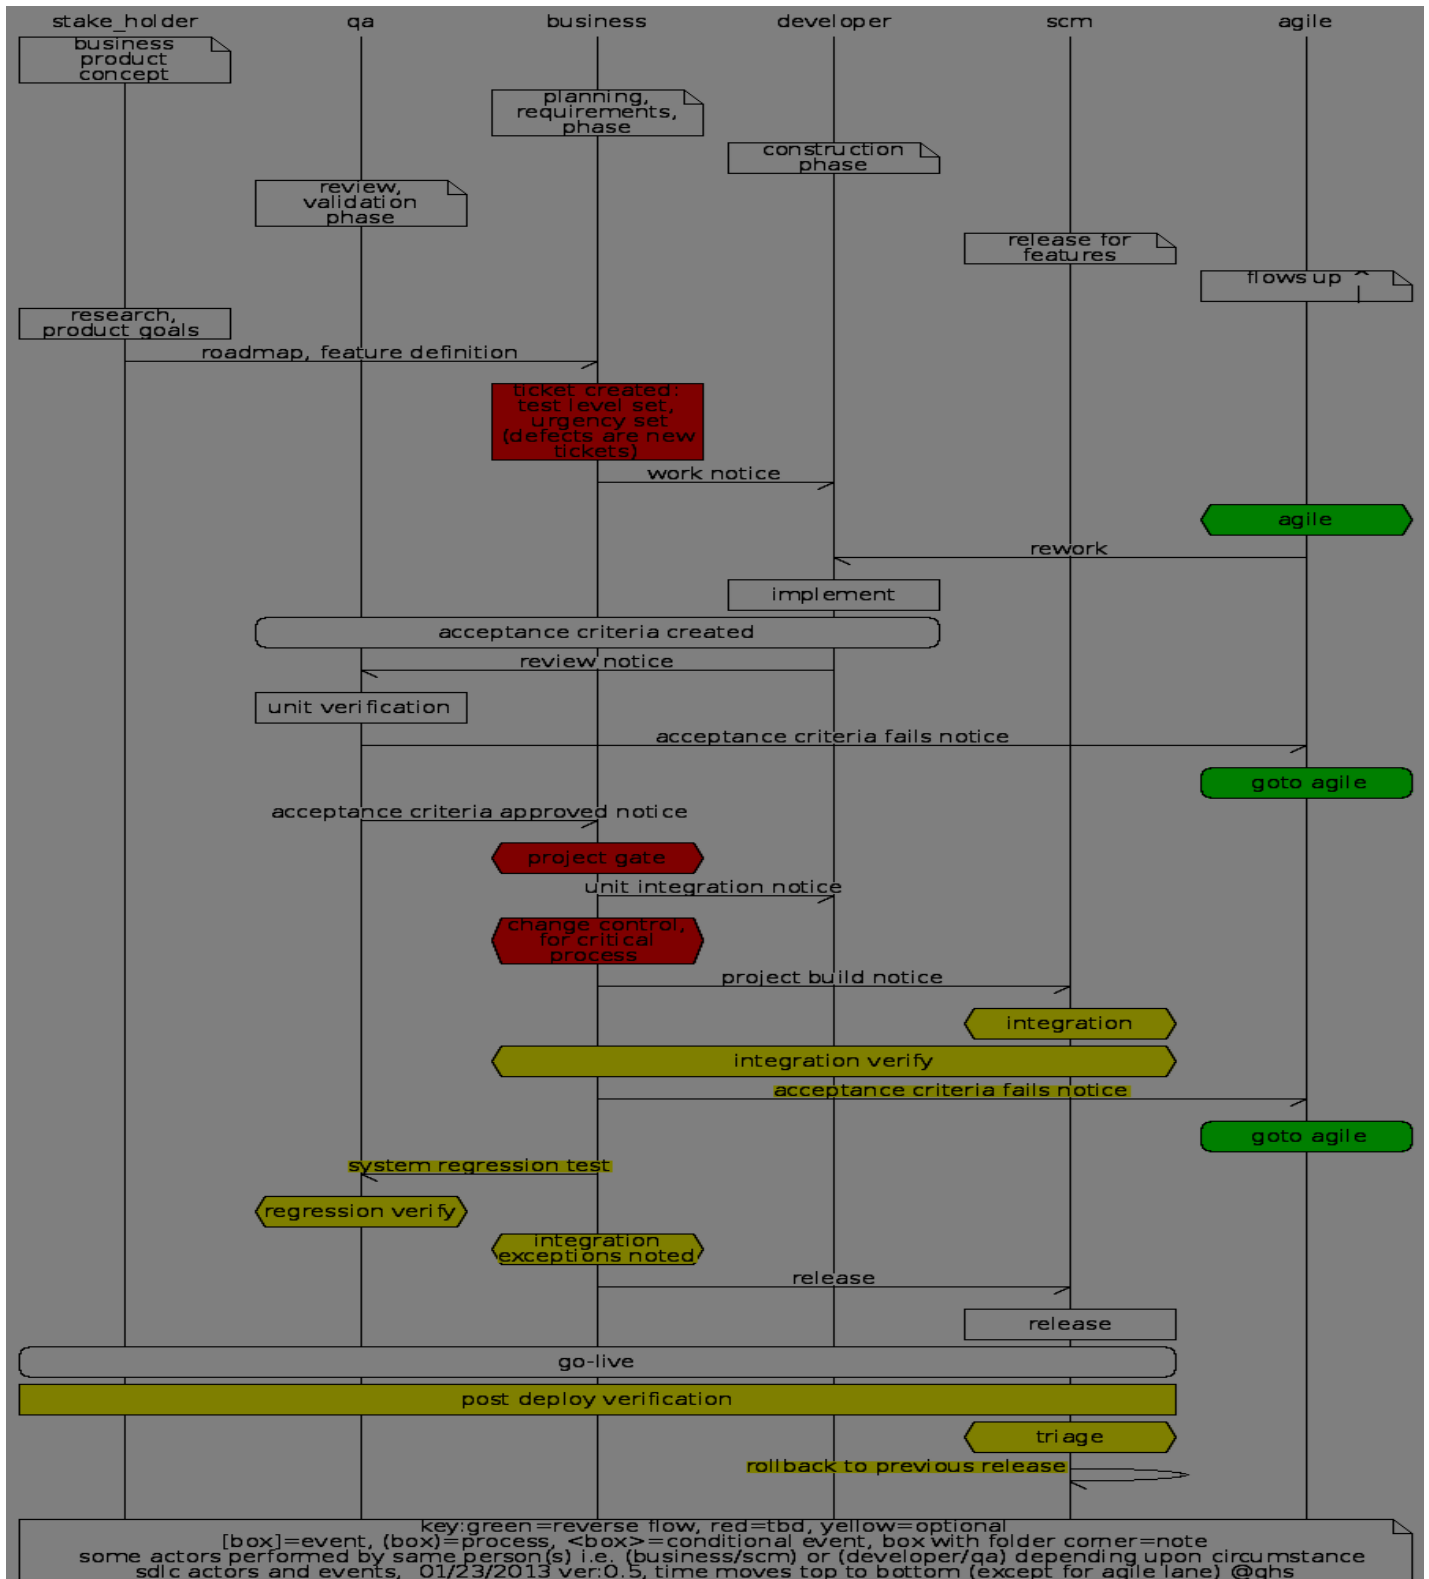 stake_holder qa business developer scm agile
business
product
concept
planning,
requirements,
phase
construction
phase
review,
validation
phase
release for
features
flows up ^
|
research,
product goals
roadmap, feature definition
ticket created:
test level set,
urgency set
(defects are new
tickets)
work notice
agile
rework
implement
acceptance criteria created
review notice
unit verification
acceptance criteria fails notice
goto agile
acceptance criteria approved notice
project gate
unit integration notice
change control,
for critical
process
project build notice
integration
integration verify
acceptance criteria fails notice
goto agile
system regression test
regression verify
integration
exceptions noted
release
release
go-live
post deploy verification
triage
rollback to previous release
key:green=reverse flow, red=tbd, yellow=optional
[box]=event, (box)=process, <box>=conditional event, box with folder corner=note
some actors performed by same person(s) i.e. (business/scm) or (developer/qa) depending upon circumstance
sdlc actors and events, 01/23/2013 ver:0.5, time moves top to bottom (except for agile lane) @ghs